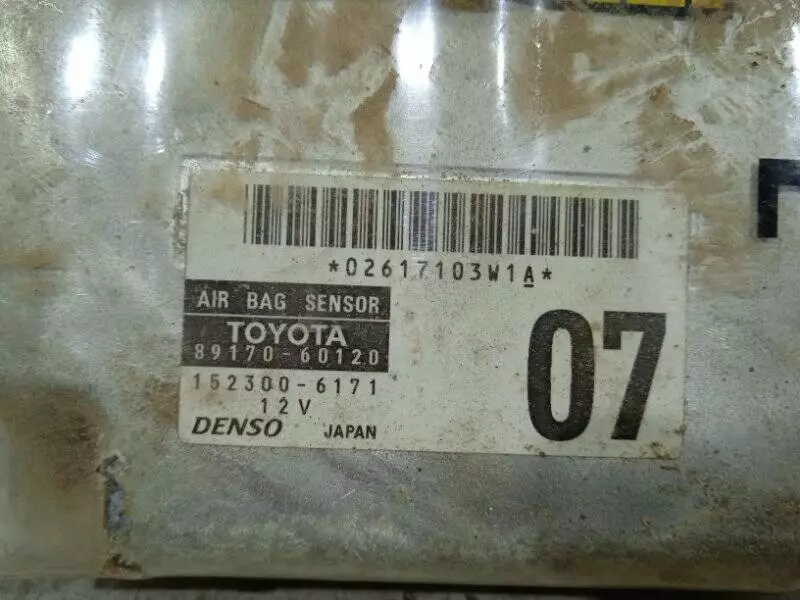 *02617103W1A*
AIR BAG SENSOR
TOYOTA
89170-60120
152300-6171
12V
DENSO JAPAN
07